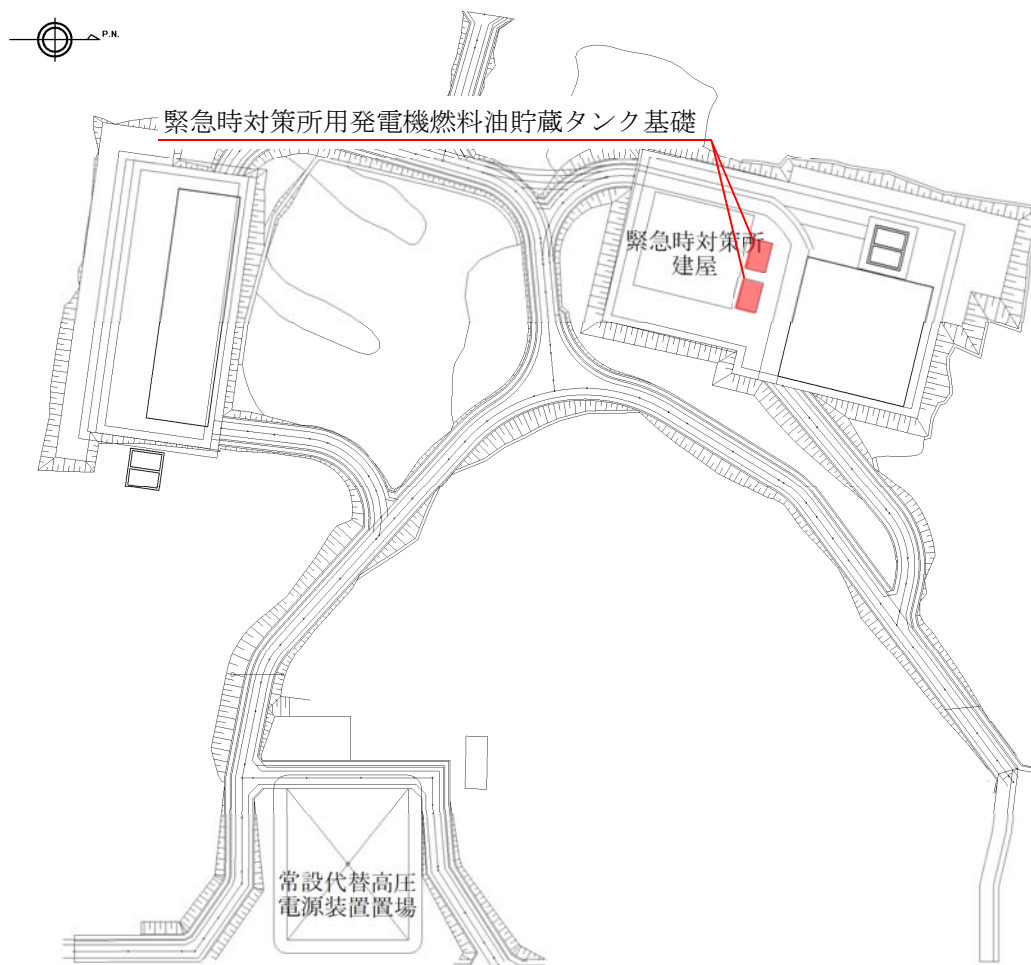 P.N.
緊急時対策所用発電機燃料油貯蔵タンク基礎
緊急時対策所
建屋
常設代替高圧
電源装置置場